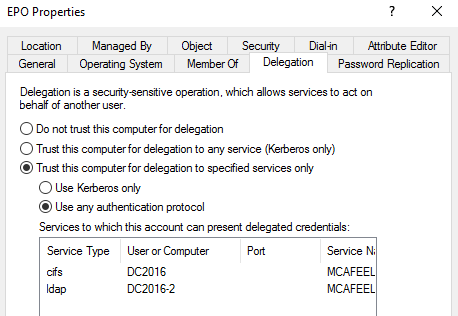 EPO Properties
? ×
Location Managed By Object Security Dial-in Attribute Editor
General Operating System Member Of Delegation Password Replication
Delegation is a security-sensitive operation, which allows services to act on
behalf of another user.
Do not trust this computer for delegation
Trust this computer for delegation to any service (Kerberos only)
Trust this computer for delegation to specified services only
Use Kerberos only
Use any authentication protocol
Services to which this account can present delegated credentials:
Service Type User or Computer Port Service
cifs DC2016 MCAFEEL
ldap DC2016-2 MCAFEEL